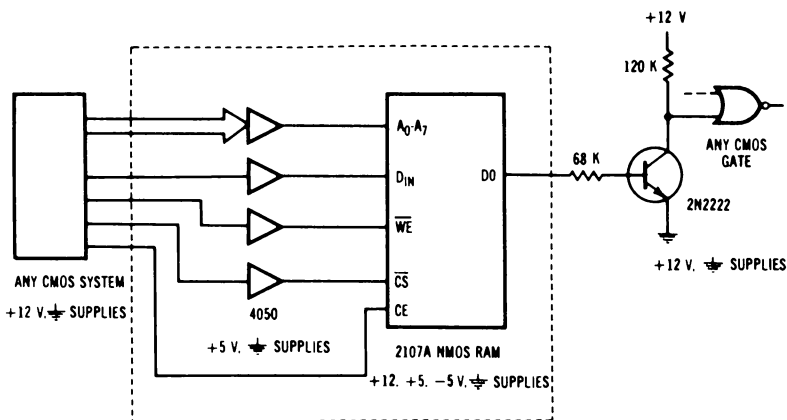 +12 V
120 K
ANY CMOS
GATE
A0-A7
68 K
DIN
DO
2N2222
WE
+12 V, ⏚ SUPPLIES
CS
ANY CMOS SYSTEM
4050
CE
+12 V, ⏚ SUPPLIES
+5 V, ⏚ SUPPLIES
2107A NMOS RAM
+12, +5, -5 V, ⏚ SUPPLIES